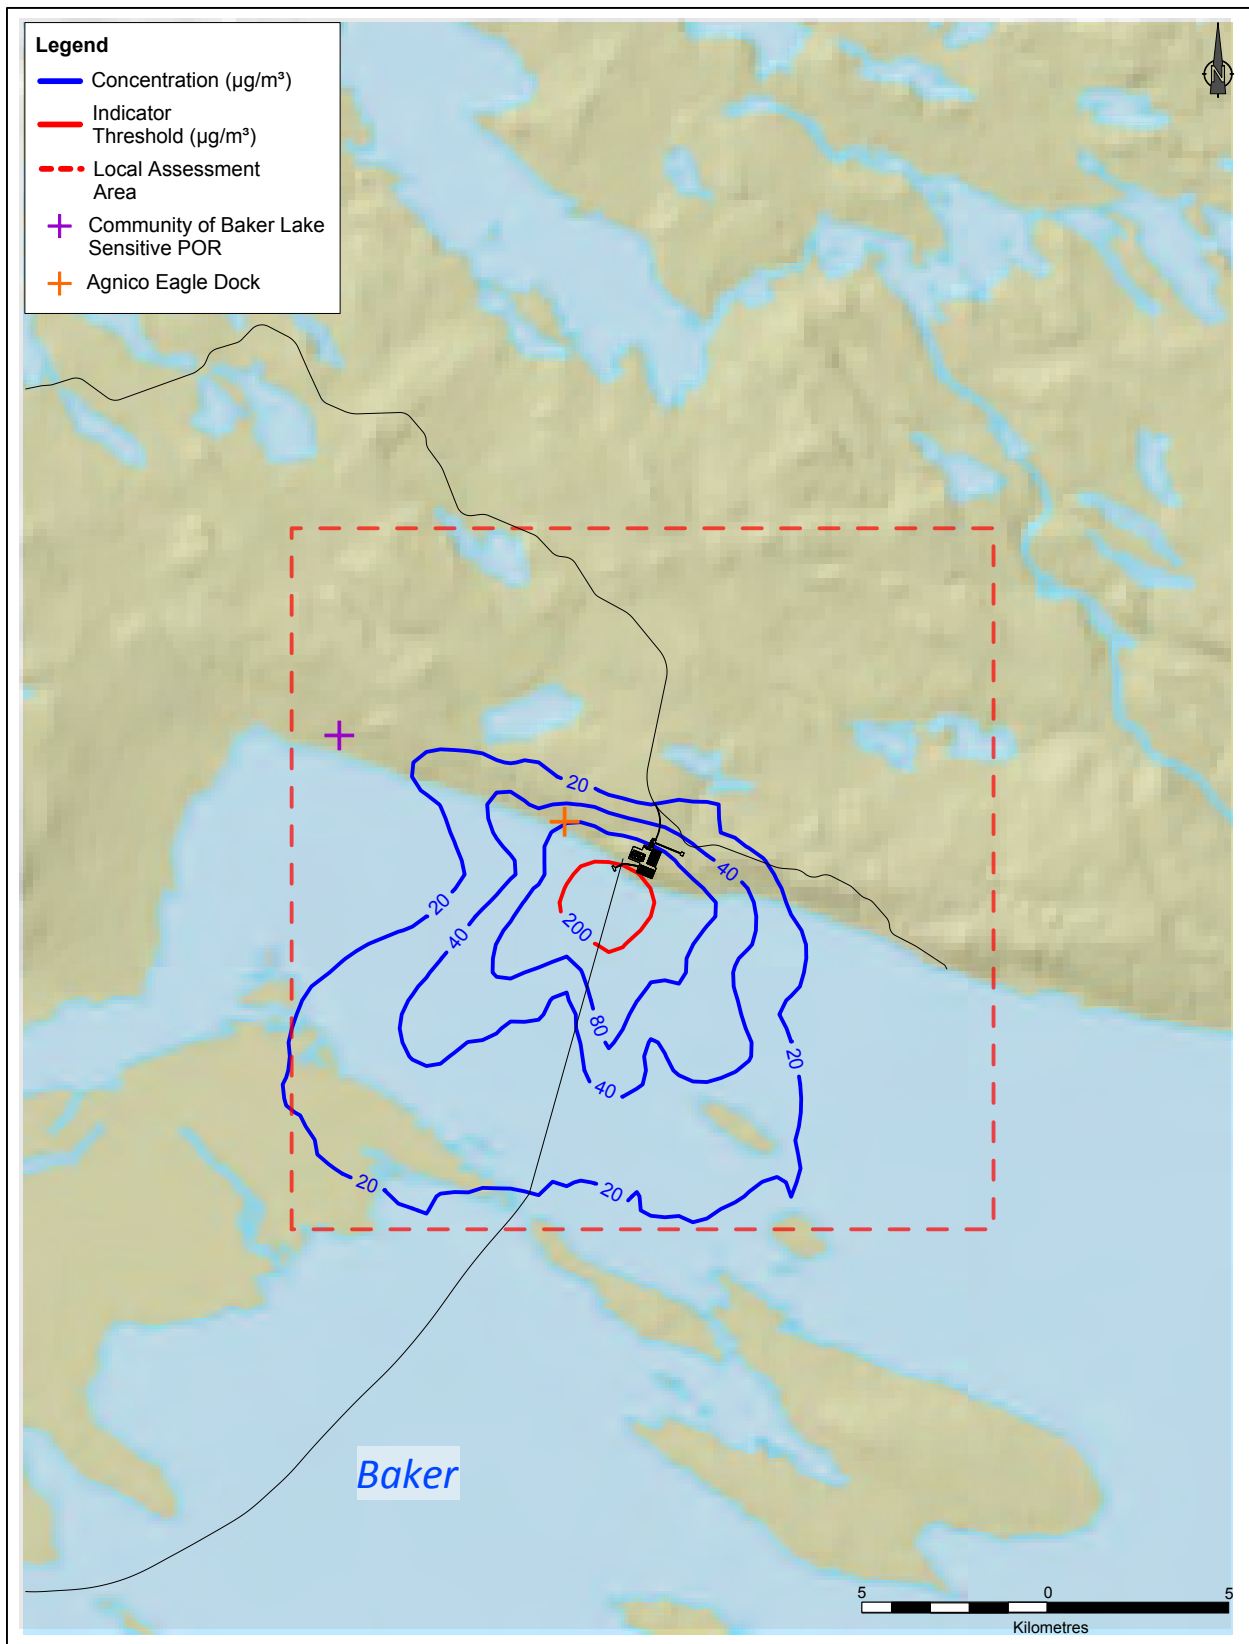 Legend
Concentration (µg/m³)
Indicator
Threshold (µg/m³)
Local Assessment
Area
Community of Baker Lake
Sensitive POR
Agnico Eagle Dock
N
20
40
20
40
200
80
20
40
20
20
Baker
5 0 5
Kilometres